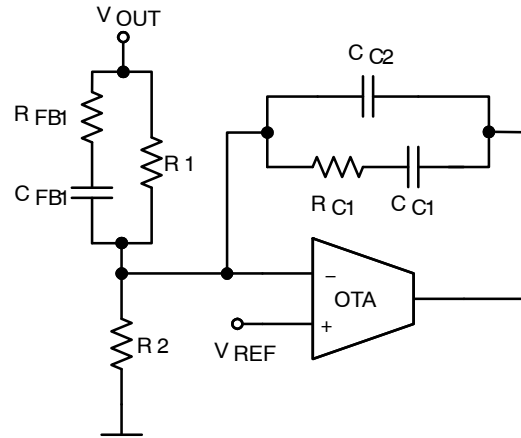 V OUT
C C2
R FB1
R 1
C FB1
R C1
C C1
−
OTA
+
R 2
V REF